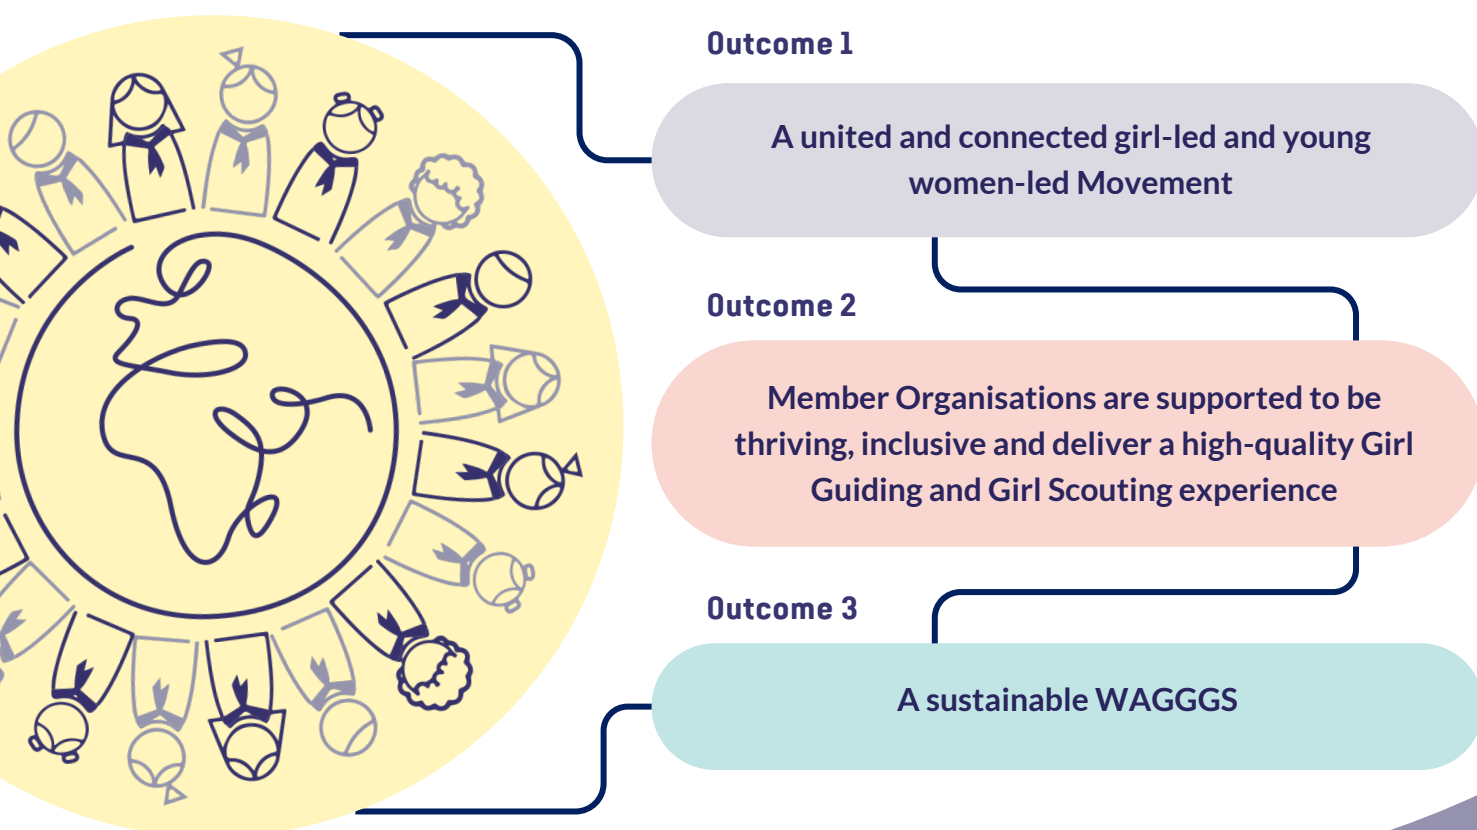 Outcome 1
A united and connected girl-led and young
women-led Movement
Outcome 2
Member Organisations are supported to be
thriving, inclusive and deliver a high-quality Girl
Guiding and Girl Scouting experience
Outcome 3
A sustainable WAGGGS